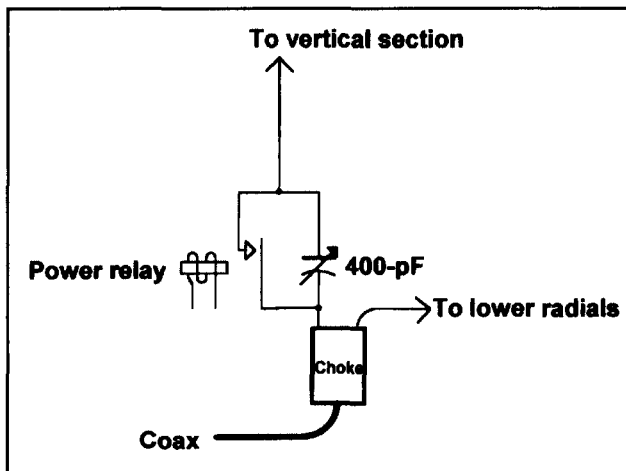 To vertical section
Power relay
400-pF
To lower radials
Choke
Coax